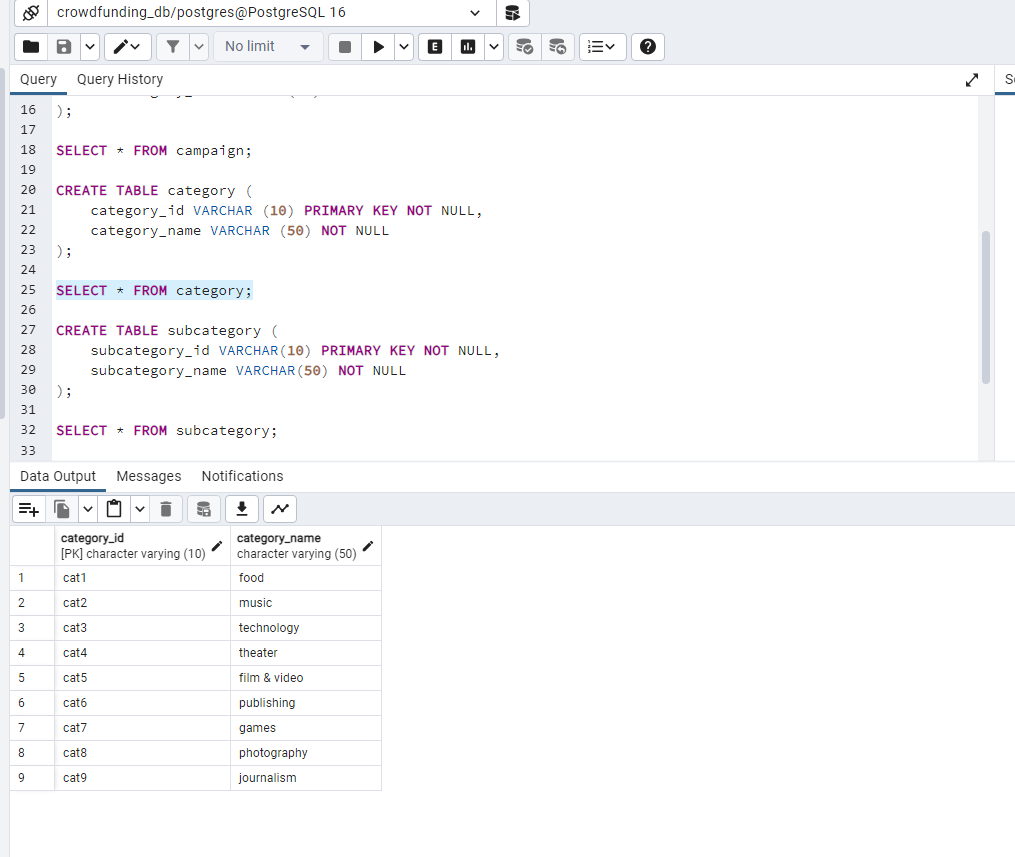 crowdfunding_db/postgres@PostgreSQL 16
No limit
E
Query Query History
16 );
17
18 SELECT * FROM campaign;
19
20 CREATE TABLE category (
21 category_id VARCHAR (10) PRIMARY KEY NOT NULL,
22 category_name VARCHAR (50) NOT NULL
23 );
24
25 SELECT * FROM category;
26
27 CREATE TABLE subcategory (
28 subcategory_id VARCHAR(10) PRIMARY KEY NOT NULL,
29 subcategory_name VARCHAR(50) NOT NULL
30 );
31
32 SELECT * FROM subcategory;
33
Data Output Messages Notifications
category_id category_name
[PK] character varying (10) character varying (50)
1 cat1 food
2 cat2 music
3 cat3 technology
4 cat4 theater
5 cat5 film & video
6 cat6 publishing
7 cat7 games
8 cat8 photography
9 cat9 journalism